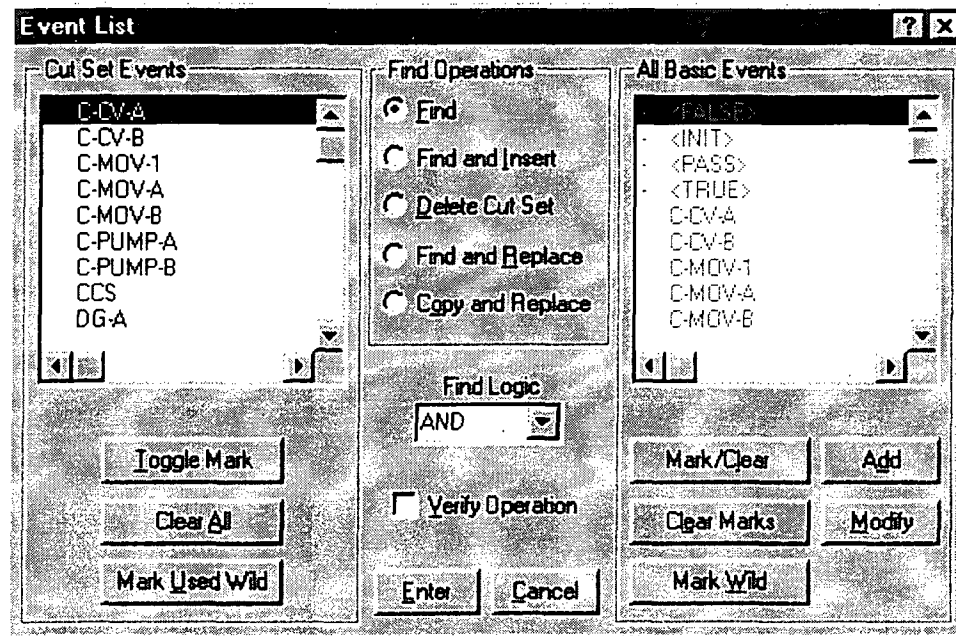 Event List
Cut Set Events
C-CV-A
C-CV-B
C-MOV-1
C-MOV-A
C-MOV-B
C-PUMP-A
C-PUMP-B
CCS
DG-A
Toggle Mark
Clear All
Mark Used Wild
Find Operations
Find
Find and Insert
Delete Cut Set
Find and Replace
Copy and Replace
Find Logic
AND
Verify Operation
Enter
Cancel
All Basic Events
- <FALSE>
- <INIT>
- <PASS>
- <TRUE>
C-CV-A
C-CV-B
C-MOV-1
C-MOV-A
C-MOV-B
Mark/Clear
Add
Clear Marks
Modify
Mark Wild